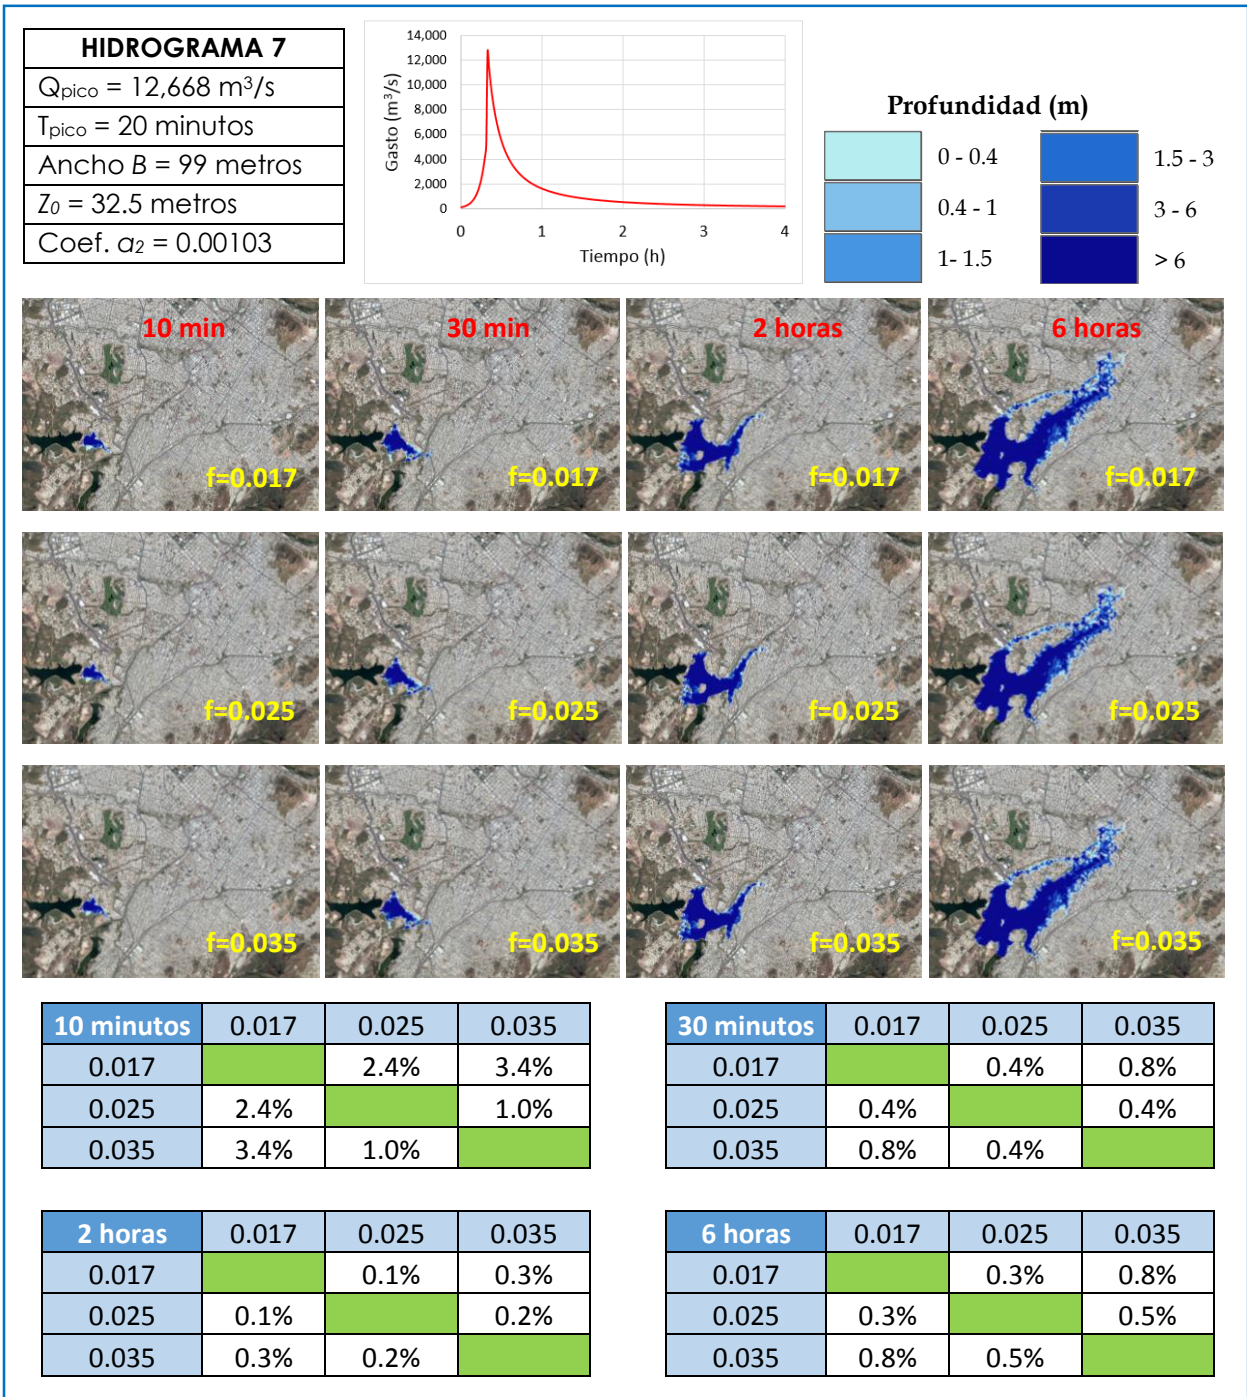 HIDROGRAMA 7
Qpico = 12,668 m³/s
Tpico = 20 minutos
Ancho B = 99 metros
Z0 = 32.5 metros
Coef. a2 = 0.00103
14,000
12,000
10,000
8,000
6,000
4,000
2,000
0
Gasto (m³/s)
0 1 2 3 4
Tiempo (h)
Profundidad (m)
0 - 0.4
0.4 - 1
1- 1.5
1.5 - 3
3 - 6
> 6
10 min 30 min 2 horas 6 horas
f=0.017 f=0.017 f=0.017 f=0.017
f=0.025 f=0.025 f=0.025 f=0.025
f=0.035 f=0.035 f=0.035 f=0.035
10 minutos 0.017 0.025 0.035
0.017 2.4% 3.4%
0.025 2.4% 1.0%
0.035 3.4% 1.0%
30 minutos 0.017 0.025 0.035
0.017 0.4% 0.8%
0.025 0.4% 0.4%
0.035 0.8% 0.4%
2 horas 0.017 0.025 0.035
0.017 0.1% 0.3%
0.025 0.1% 0.2%
0.035 0.3% 0.2%
6 horas 0.017 0.025 0.035
0.017 0.3% 0.8%
0.025 0.3% 0.5%
0.035 0.8% 0.5%